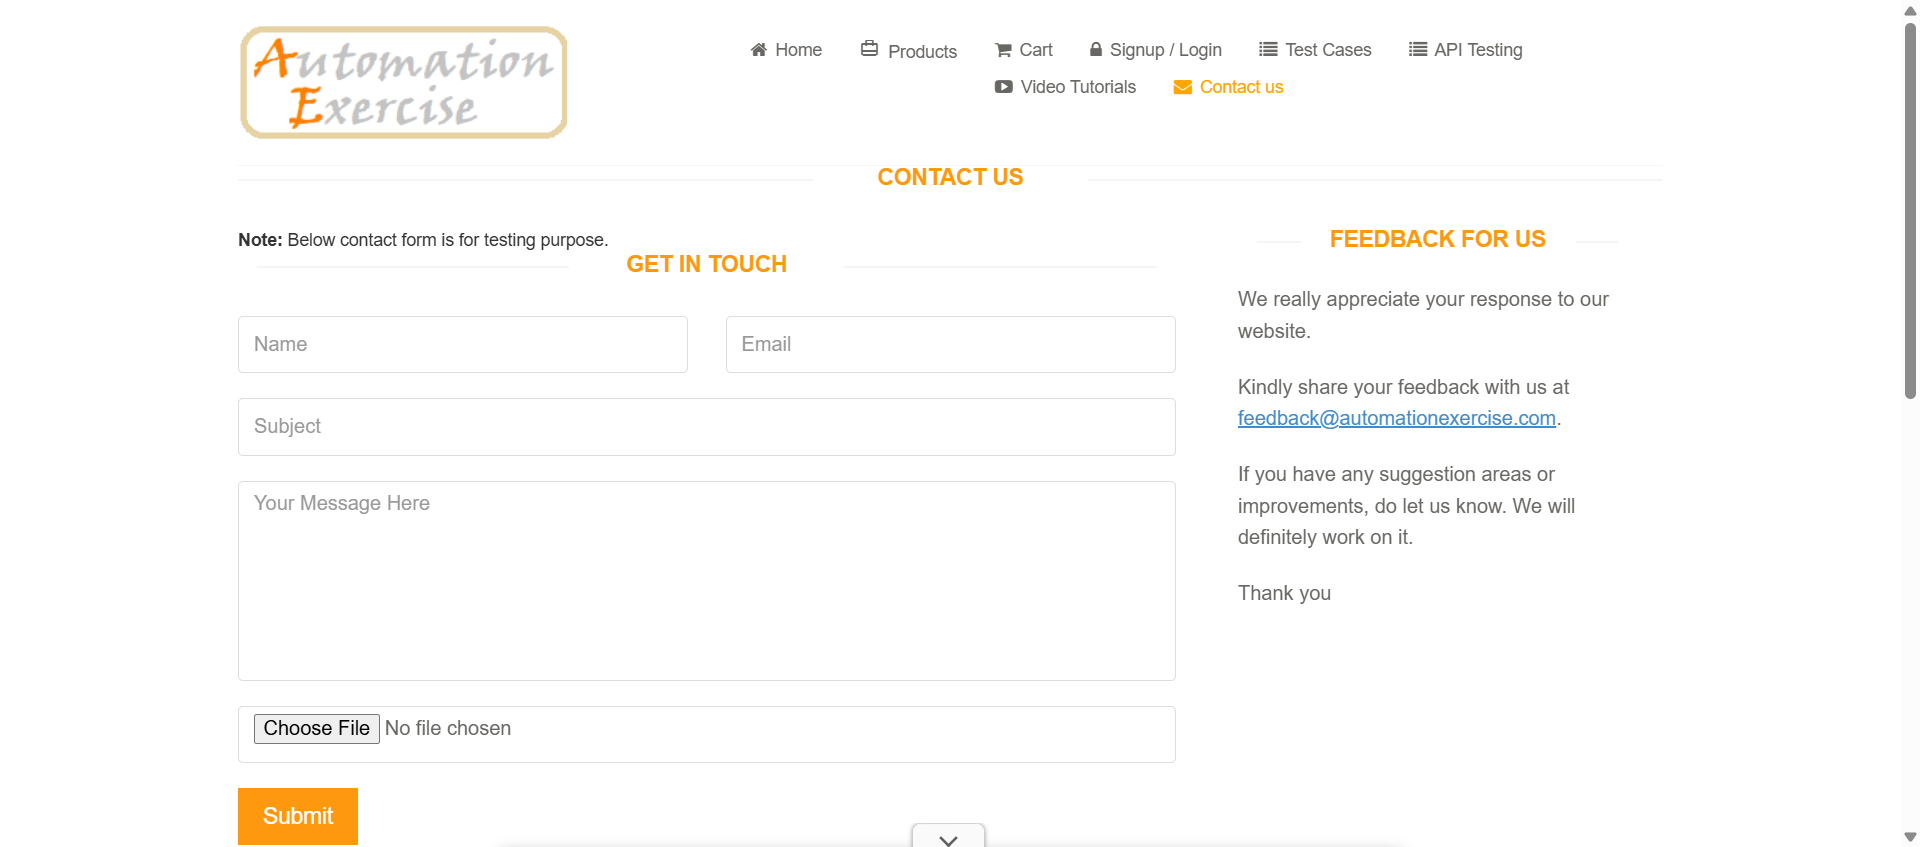 Automation
Exercise
Home
Products
Cart
Signup / Login
Test Cases
API Testing
Video Tutorials
Contact us
CONTACT US
Note: Below contact form is for testing purpose.
GET IN TOUCH
Name
Email
Subject
Your Message Here
Choose File No file chosen
Submit
FEEDBACK FOR US
We really appreciate your response to our
website.
Kindly share your feedback with us at
feedback@automationexercise.com.
If you have any suggestion areas or
improvements, do let us know. We will
definitely work on it.
Thank you